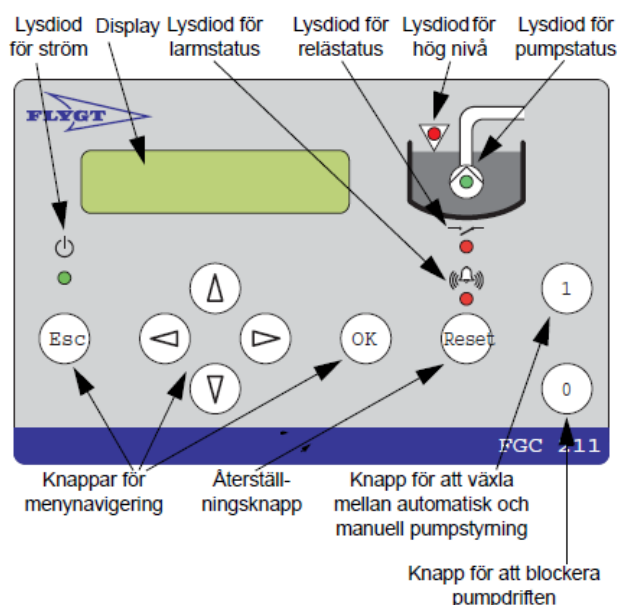 Lysdiod för ström
Display
Lysdiod för larmstatus
Lysdiod för relästatus
Lysdiod för hög nivå
Lysdiod för pumpstatus
FLYGT
1
Esc
OK
Reset
0
FGC 211
Knappar för menynavigering
Återställ-
ningsknapp
Knapp för att växla
mellan automatisk och
manuell pumpstyrning
Knapp för att blockera
pumpdriften